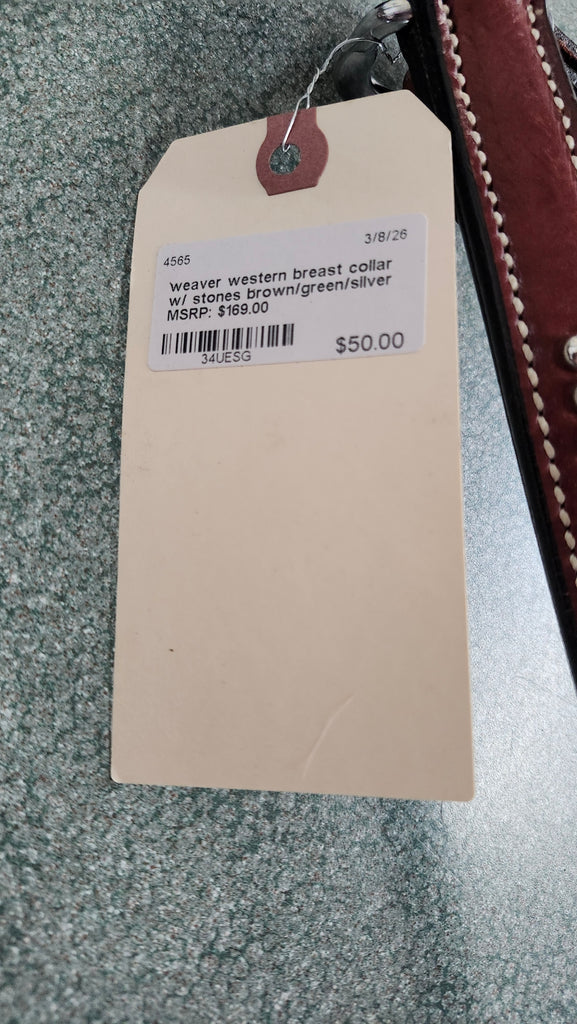 4565 3/8/26
weaver western breast collar
w/ stones brown/green/silver
MSRP: $169.00
34UESG $50.00